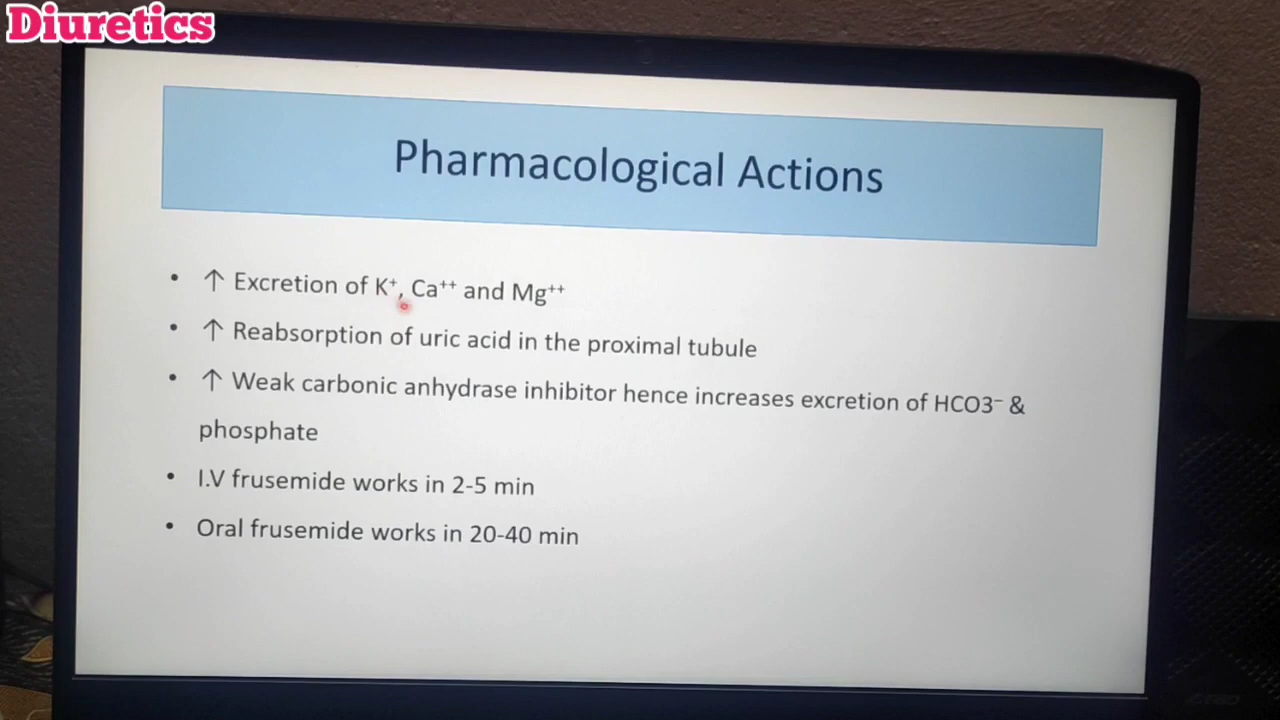 Diuretics
Pharmacological Actions
• ↑ Excretion of K⁺, Ca⁺⁺ and Mg⁺⁺
• ↑ Reabsorption of uric acid in the proximal tubule
• ↑ Weak carbonic anhydrase inhibitor hence increases excretion of HCO3⁻ &
phosphate
• I.V frusemide works in 2-5 min
• Oral frusemide works in 20-40 min